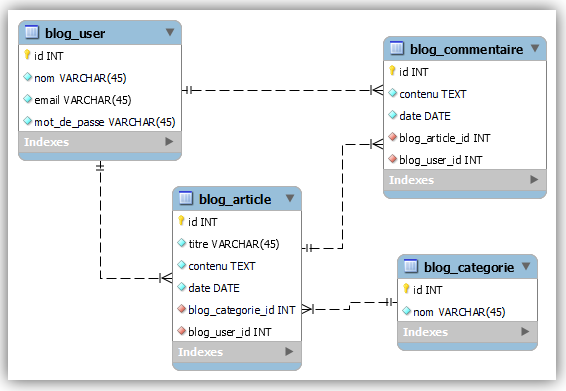 blog_user
id INT
nom VARCHAR(45)
email VARCHAR(45)
mot_de_passe VARCHAR(45)
Indexes
blog_commentaire
id INT
contenu TEXT
date DATE
blog_article_id INT
blog_user_id INT
Indexes
blog_article
id INT
titre VARCHAR(45)
contenu TEXT
date DATE
blog_categorie_id INT
blog_user_id INT
Indexes
blog_categorie
id INT
nom VARCHAR(45)
Indexes